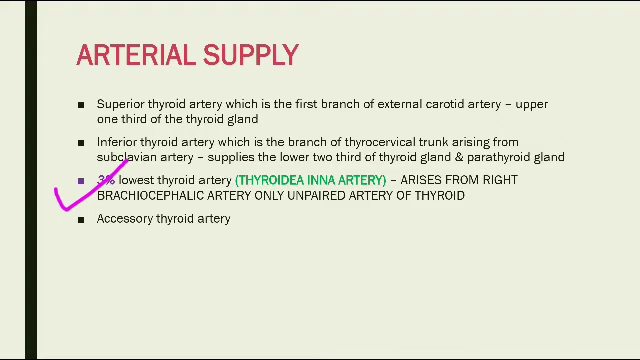 ARTERIAL SUPPLY
■ Superior thyroid artery which is the first branch of external carotid artery – upper
one third of the thyroid gland
■ Inferior thyroid artery which is the branch of thyrocervical trunk arising from
subclavian artery – supplies the lower two third of thyroid gland & parathyroid gland
■ 3% lowest thyroid artery (THYROIDEA INNA ARTERY) – ARISES FROM RIGHT
BRACHIOCEPHALIC ARTERY ONLY UNPAIRED ARTERY OF THYROID
■ Accessory thyroid artery